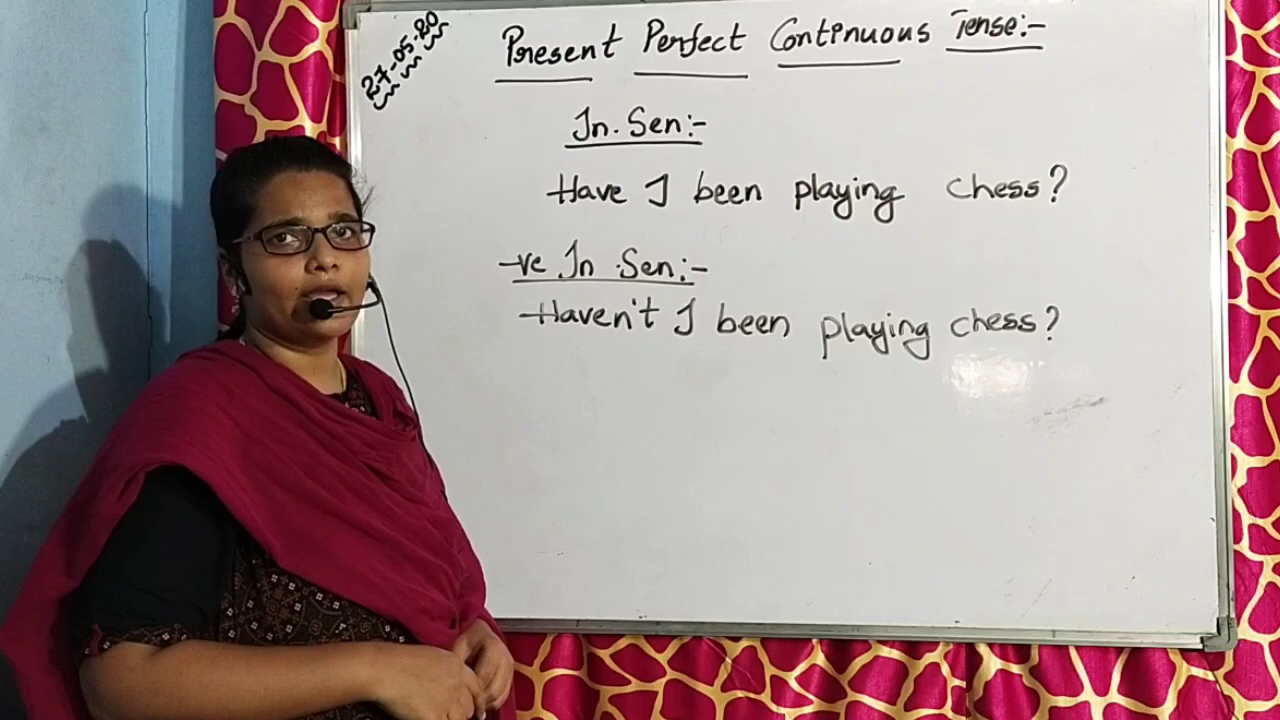 27-05-20
Present Perfect Continuous Tense:-
In. Sen:-
Have I been playing chess?
-ve In. Sen:-
Haven't I been playing chess?